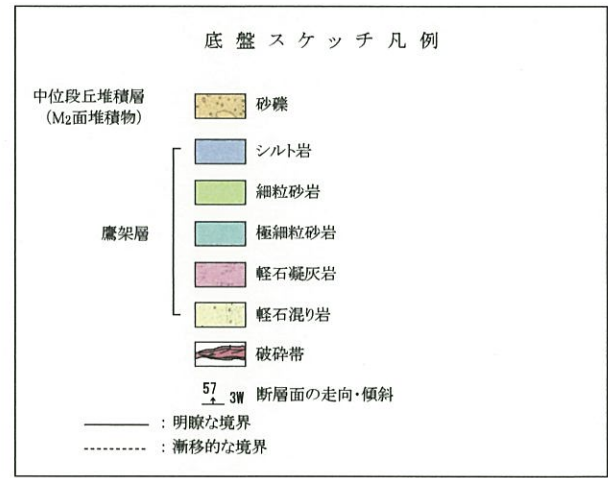 底盤スケッチ凡例
中位段丘堆積層
(M2面堆積物)
砂礫
シルト岩
細粒砂岩
鷹架層
極細粒砂岩
軽石凝灰岩
軽石混り岩
破砕帯
57 3W 断層面の走向・傾斜
：明瞭な境界
：漸移的な境界